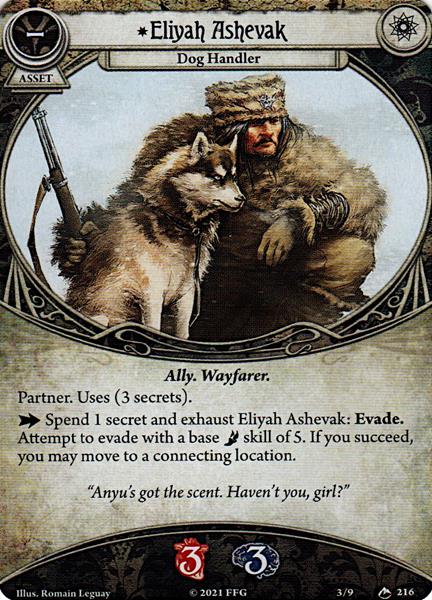 *Eliyah Ashevak
Dog Handler
ASSET
Ally. Wayfarer.
Partner. Uses (3 secrets).
Spend 1 secret and exhaust Eliyah Ashevak: Evade.
Attempt to evade with a base skill of 5. If you succeed,
you may move to a connecting location.
"Anyu's got the scent. Haven't you, girl?"
3 3
Illus. Romain Leguay © 2021 FFG 3/9 216